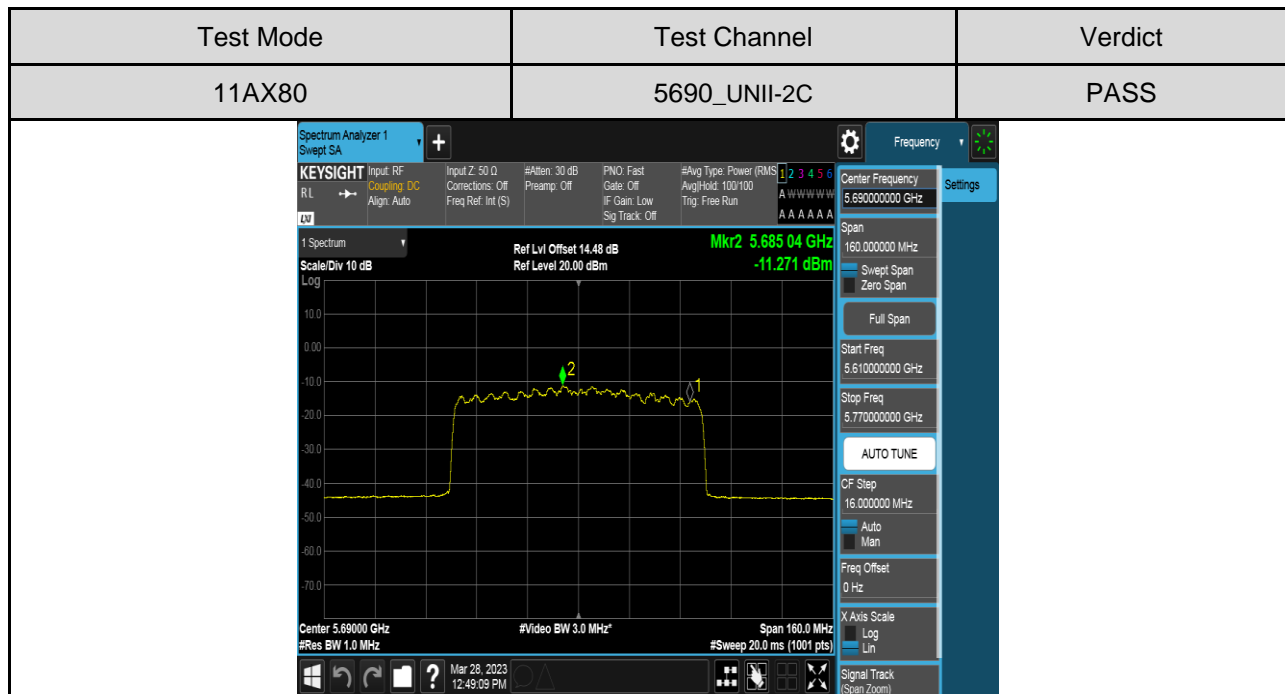 Test Mode Test Channel Verdict
11AX80 5690_UNII-2C PASS
Spectrum Analyzer 1
Swept SA
+
Frequency
KEYSIGHT
RL
LXI
Input: RF
Coupling: DC
Align: Auto
Input Z: 50 Ω
Corrections: Off
Freq Ref: Int (S)
#Atten: 30 dB
Preamp: Off
PNO: Fast
Gate: Off
IF Gain: Low
Sig Track: Off
#Avg Type: Power (RMS
Avg|Hold: 100/100
Trig: Free Run
1 2 3 4 5 6
A W W W W W
A A A A A A
1 Spectrum
Scale/Div 10 dB
Log
Ref Lvl Offset 14.48 dB
Ref Level 20.00 dBm
Mkr2 5.685 04 GHz
-11.271 dBm
10.0
0.00
-10.0
-20.0
-30.0
-40.0
-50.0
-60.0
-70.0
2
1
Center 5.69000 GHz
#Res BW 1.0 MHz
#Video BW 3.0 MHz*
Span 160.0 MHz
#Sweep 20.0 ms (1001 pts)
?
Mar 28, 2023
12:49:09 PM
Center Frequency
5.690000000 GHz
Settings
Span
160.000000 MHz
Swept Span
Zero Span
Full Span
Start Freq
5.610000000 GHz
Stop Freq
5.770000000 GHz
AUTO TUNE
CF Step
16.000000 MHz
Auto
Man
Freq Offset
0 Hz
X Axis Scale
Log
Lin
Signal Track
(Span Zoom)